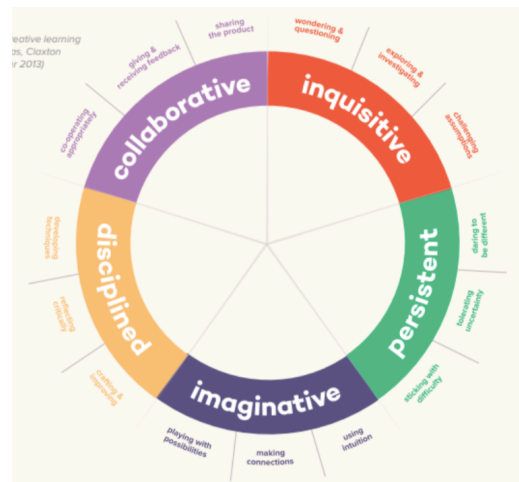 reative learning
as, Claxton
r 2013)
sharing
the product
giving &
receiving feedback
co-operating
appropriately
collaborative
wondering &
questioning
exploring &
investigating
challenging
assumptions
inquisitive
daring to
be different
tolerating
uncertainty
sticking with
difficulty
persistent
using
intuition
making
connections
playing with
possibilities
imaginative
crafting &
improving
reflecting
critically
developing
techniques
disciplined